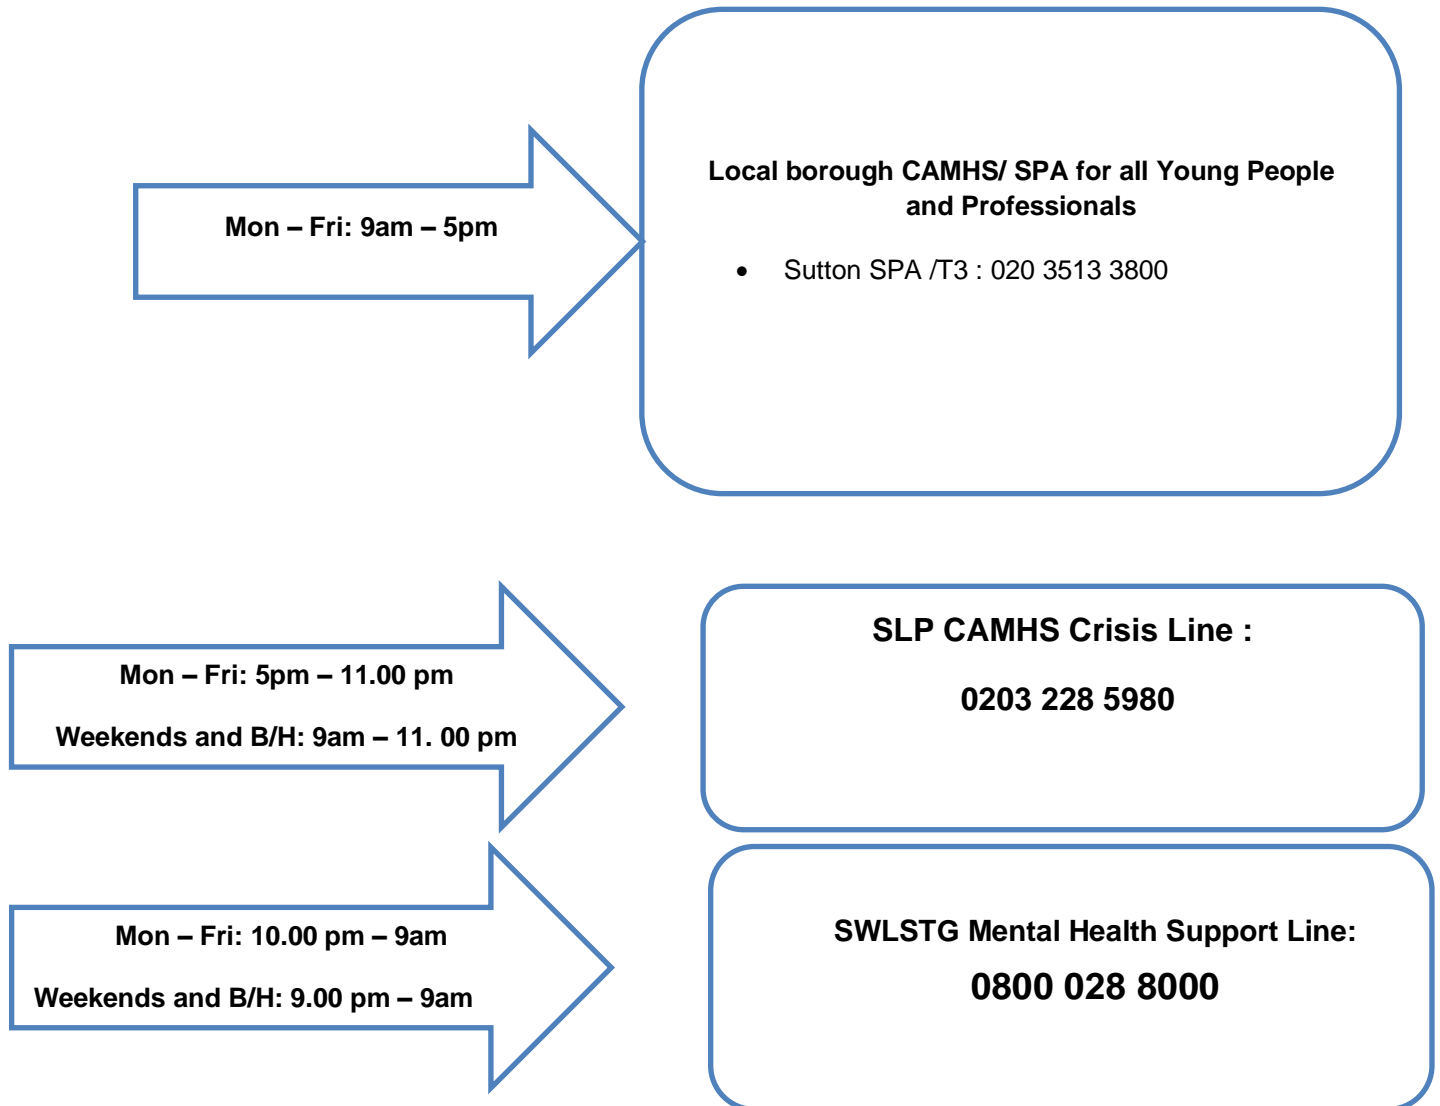 Mon – Fri: 9am – 5pm
Local borough CAMHS/ SPA for all Young People
and Professionals
• Sutton SPA /T3 : 020 3513 3800
Mon – Fri: 5pm – 11.00 pm
Weekends and B/H: 9am – 11. 00 pm
SLP CAMHS Crisis Line :
0203 228 5980
Mon – Fri: 10.00 pm – 9am
Weekends and B/H: 9.00 pm – 9am
SWLSTG Mental Health Support Line:
0800 028 8000